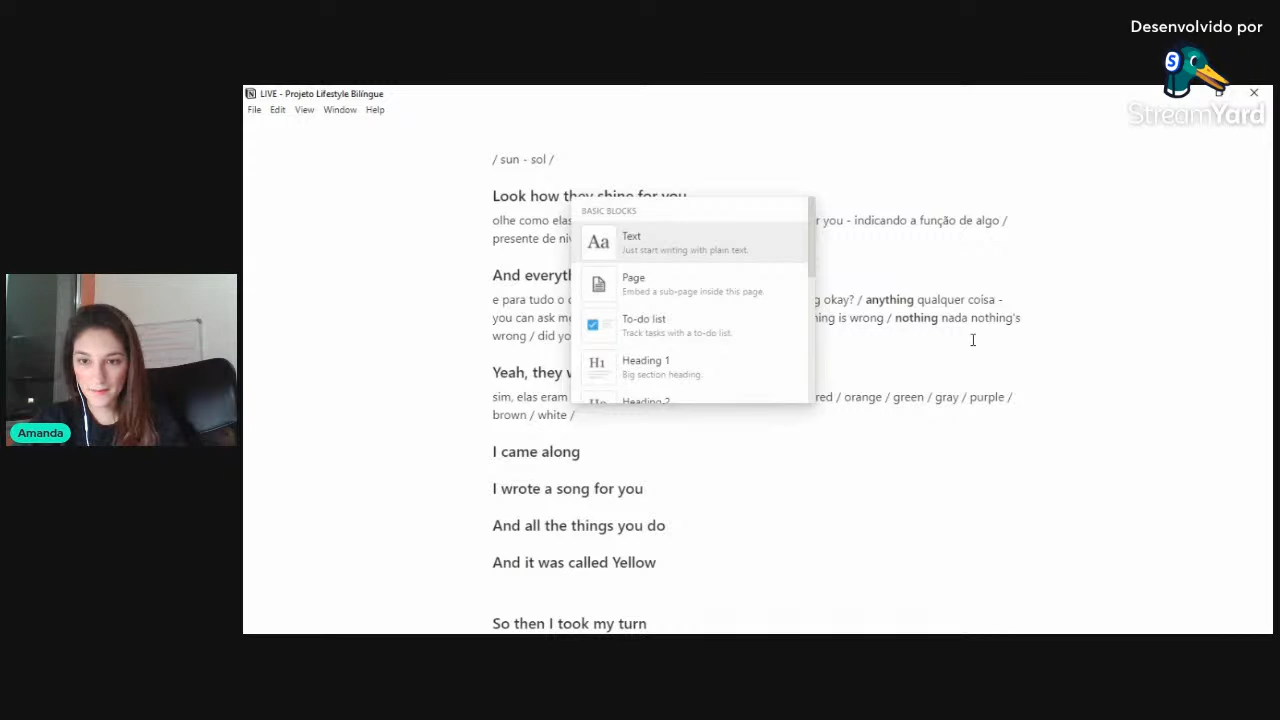 Desenvolvido por
S
StreamYard
LIVE - Projeto Lifestyle Bilíngue
File Edit View Window Help
/ sun - sol /
Look how they shine for you
olhe como elas r you - indicando a função de algo /
presente de
BASIC BLOCKS
Aa Text
Just start writing with plain text.
Page
Embed a sub-page inside this page.
To-do list
Track tasks with a to-do list.
H1 Heading 1
Big section heading.
Heading 2
e para tudo o g okay? / anything qualquer coisa -
you can ask me is wrong / nothing nada nothing's
wrong / did
Yeah, they
sim, elas eram red / orange / green / gray / purple /
brown / white /
I came along
I wrote a song for you
And all the things you do
And it was called Yellow
So then I took my turn
Amanda